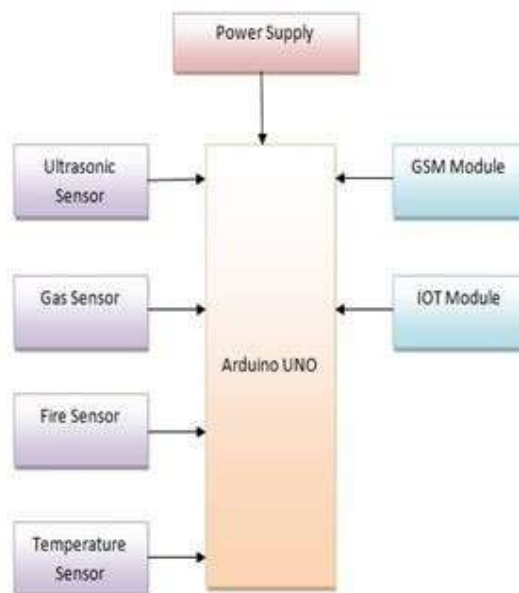 Power Supply
Ultrasonic
Sensor
GSM Module
Gas Sensor
IOT Module
Arduino UNO
Fire Sensor
Temperature
Sensor